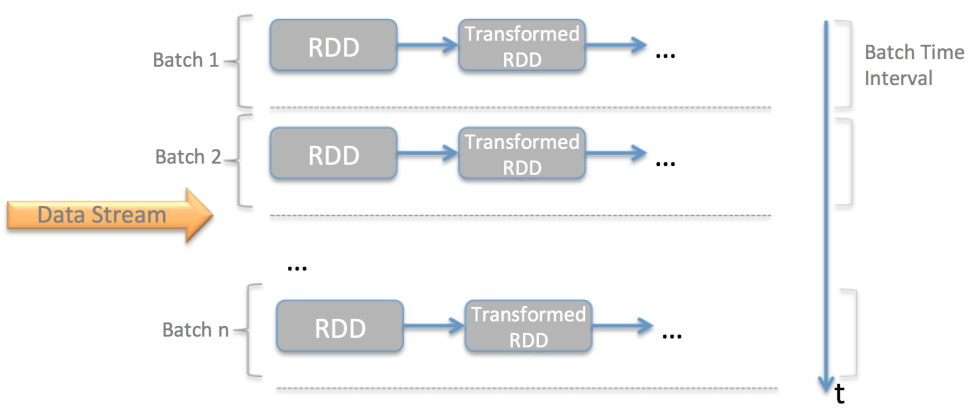 Batch 1
RDD
Transformed
RDD
...
Batch Time
Interval
Batch 2
RDD
Transformed
RDD
...
Data Stream
...
Batch n
RDD
Transformed
RDD
...
t